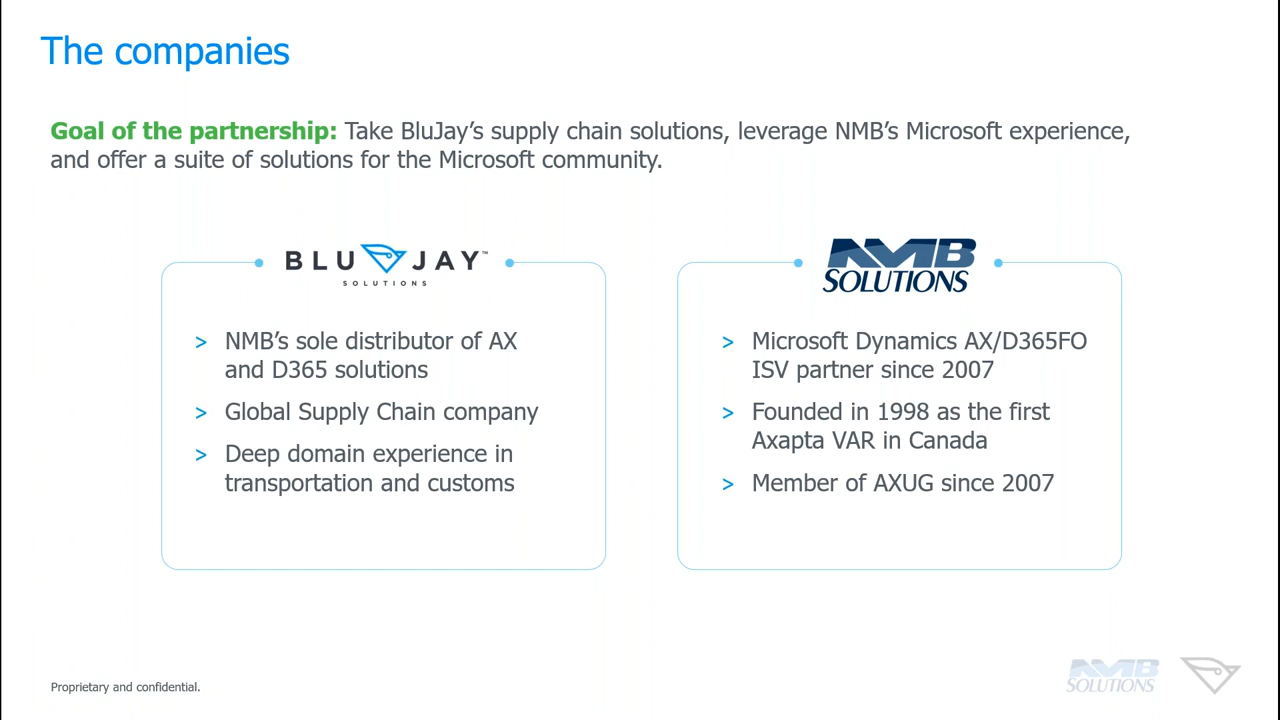 The companies
Goal of the partnership: Take BluJay’s supply chain solutions, leverage NMB’s Microsoft experience,
and offer a suite of solutions for the Microsoft community.
BLU JAY™
SOLUTIONS
> NMB’s sole distributor of AX
and D365 solutions
> Global Supply Chain company
> Deep domain experience in
transportation and customs
NMB
SOLUTIONS
> Microsoft Dynamics AX/D365FO
ISV partner since 2007
> Founded in 1998 as the first
Axapta VAR in Canada
> Member of AXUG since 2007
Proprietary and confidential.
NMB
SOLUTIONS